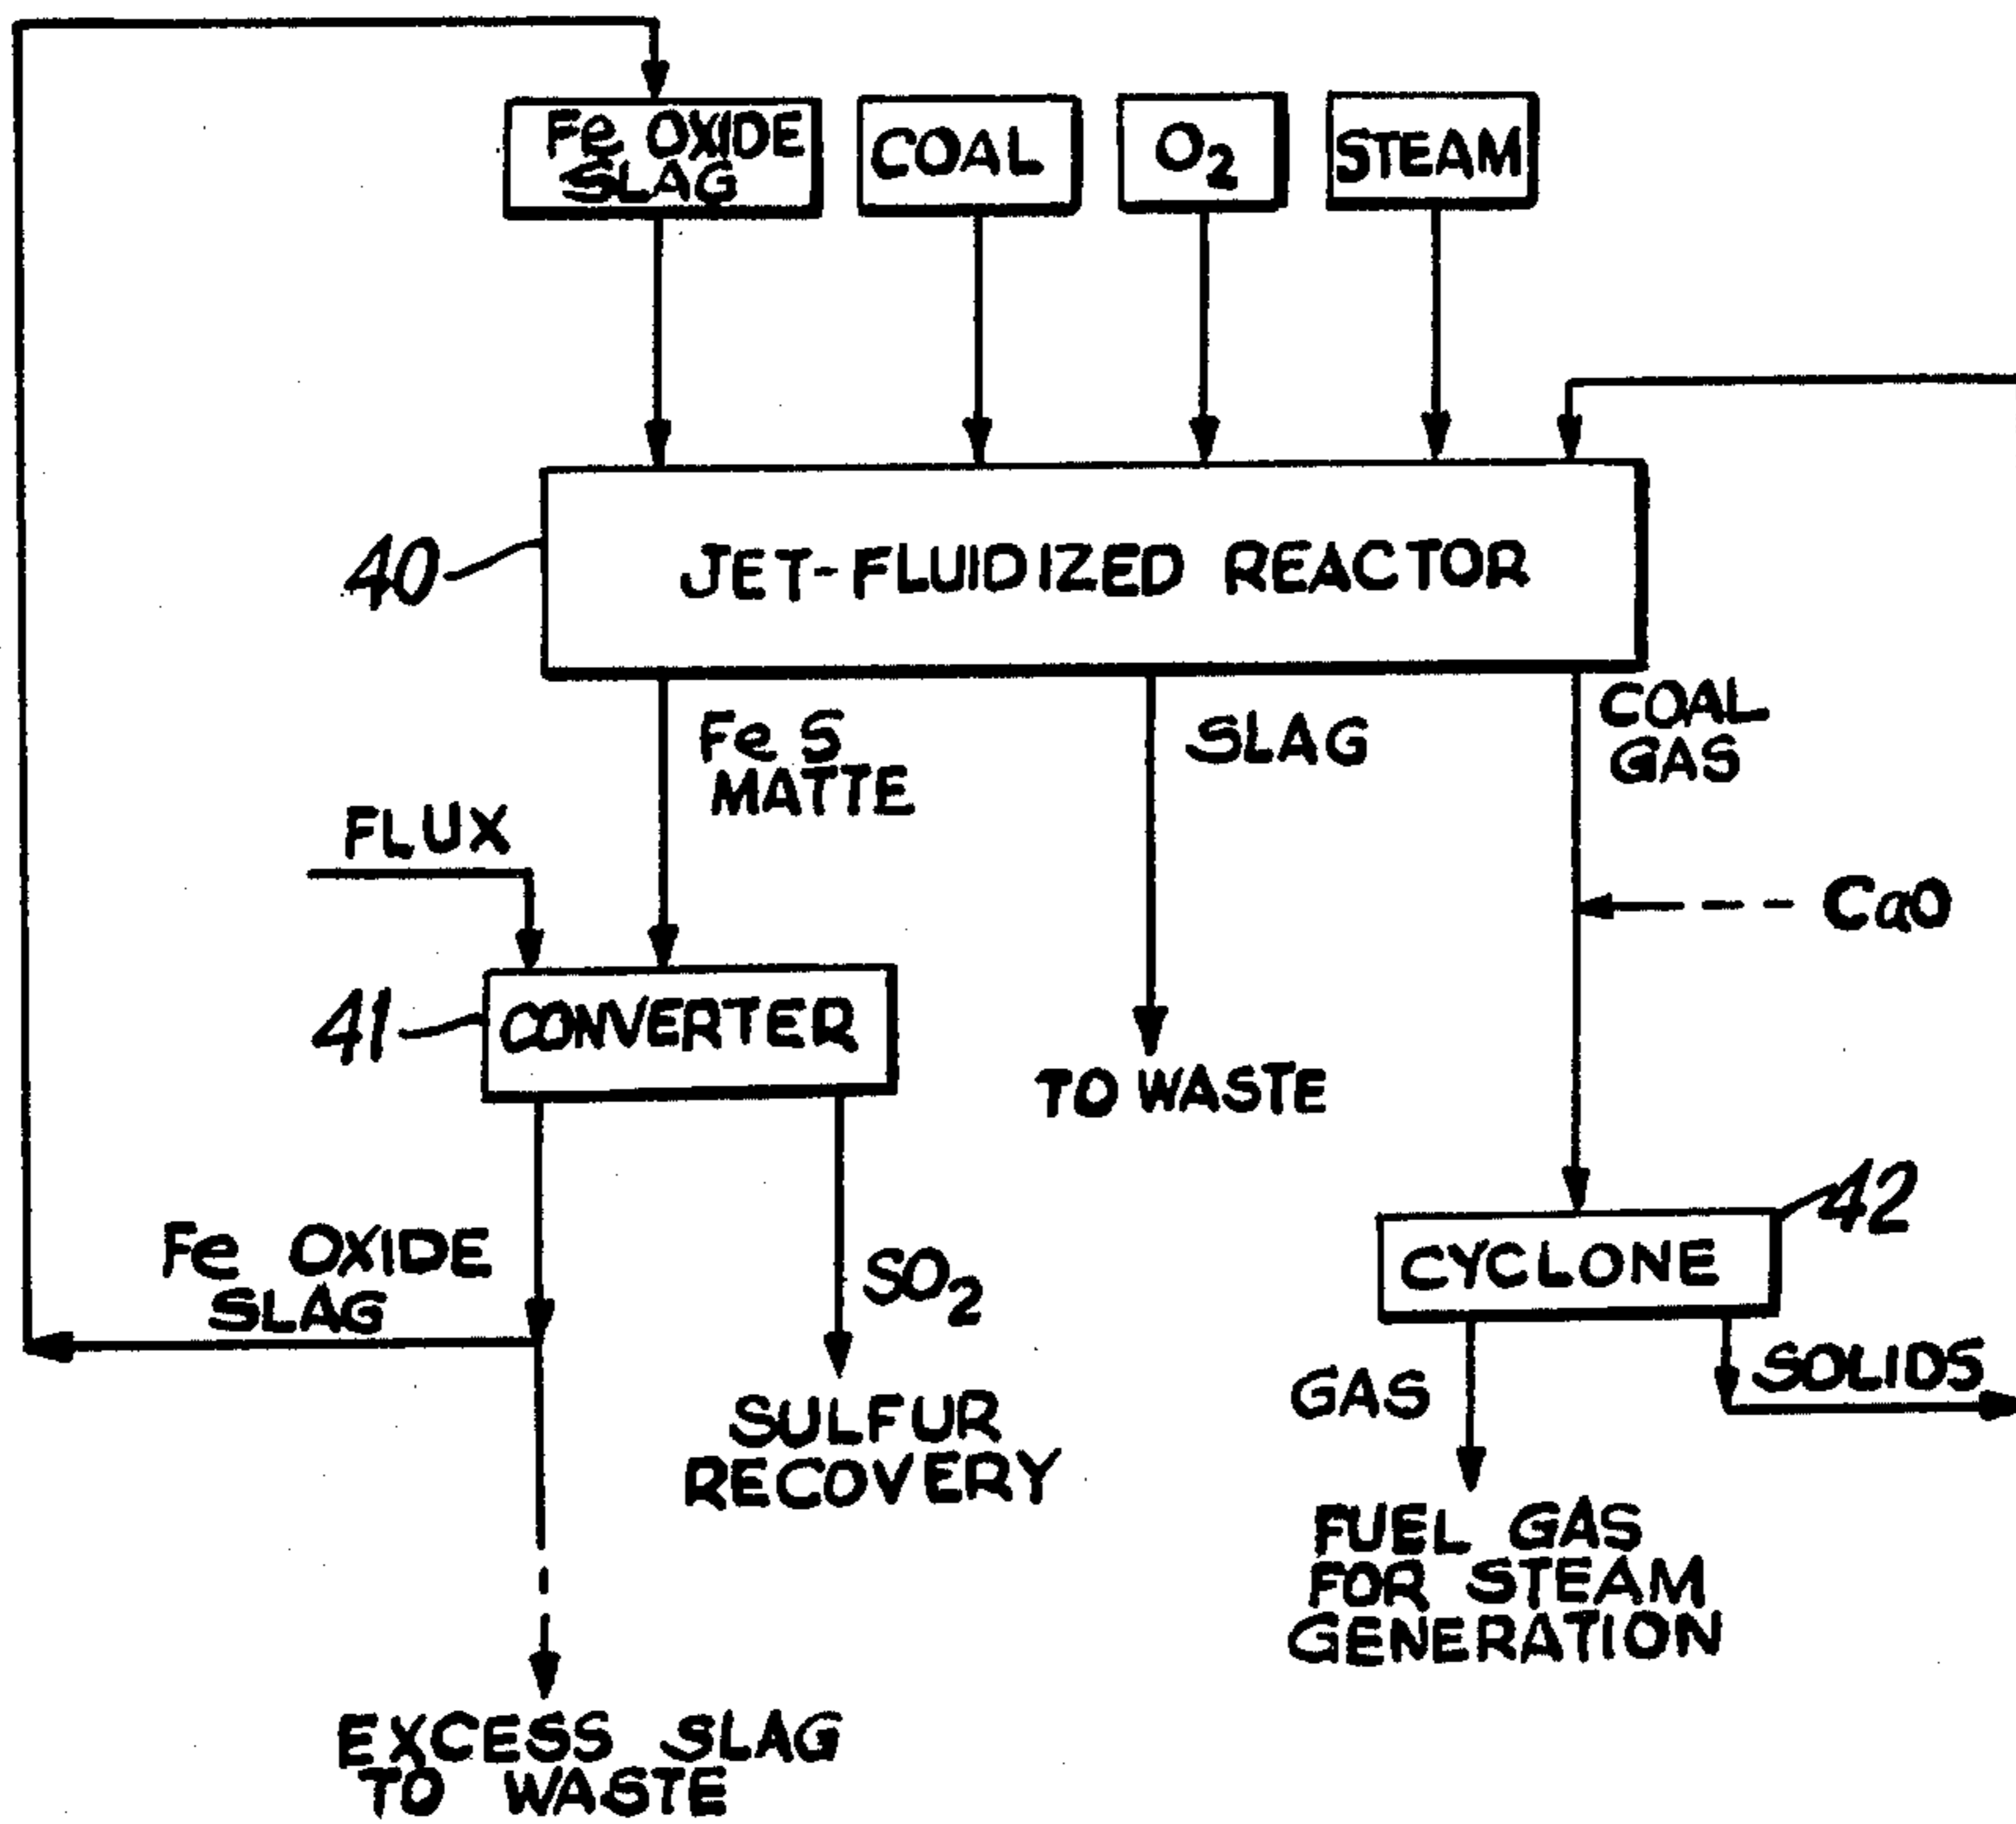 Fe OXIDE
SLAG
COAL
O2
STEAM
40
JET-FLUIDIZED REACTOR
Fe S
MATTE
SLAG
COAL
GAS
FLUX
CaO
41
CONVERTER
TO WASTE
42
CYCLONE
Fe OXIDE
SLAG
SO2
SULFUR
RECOVERY
GAS
SOLIDS
FUEL GAS
FOR STEAM
GENERATION
EXCESS SLAG
TO WASTE